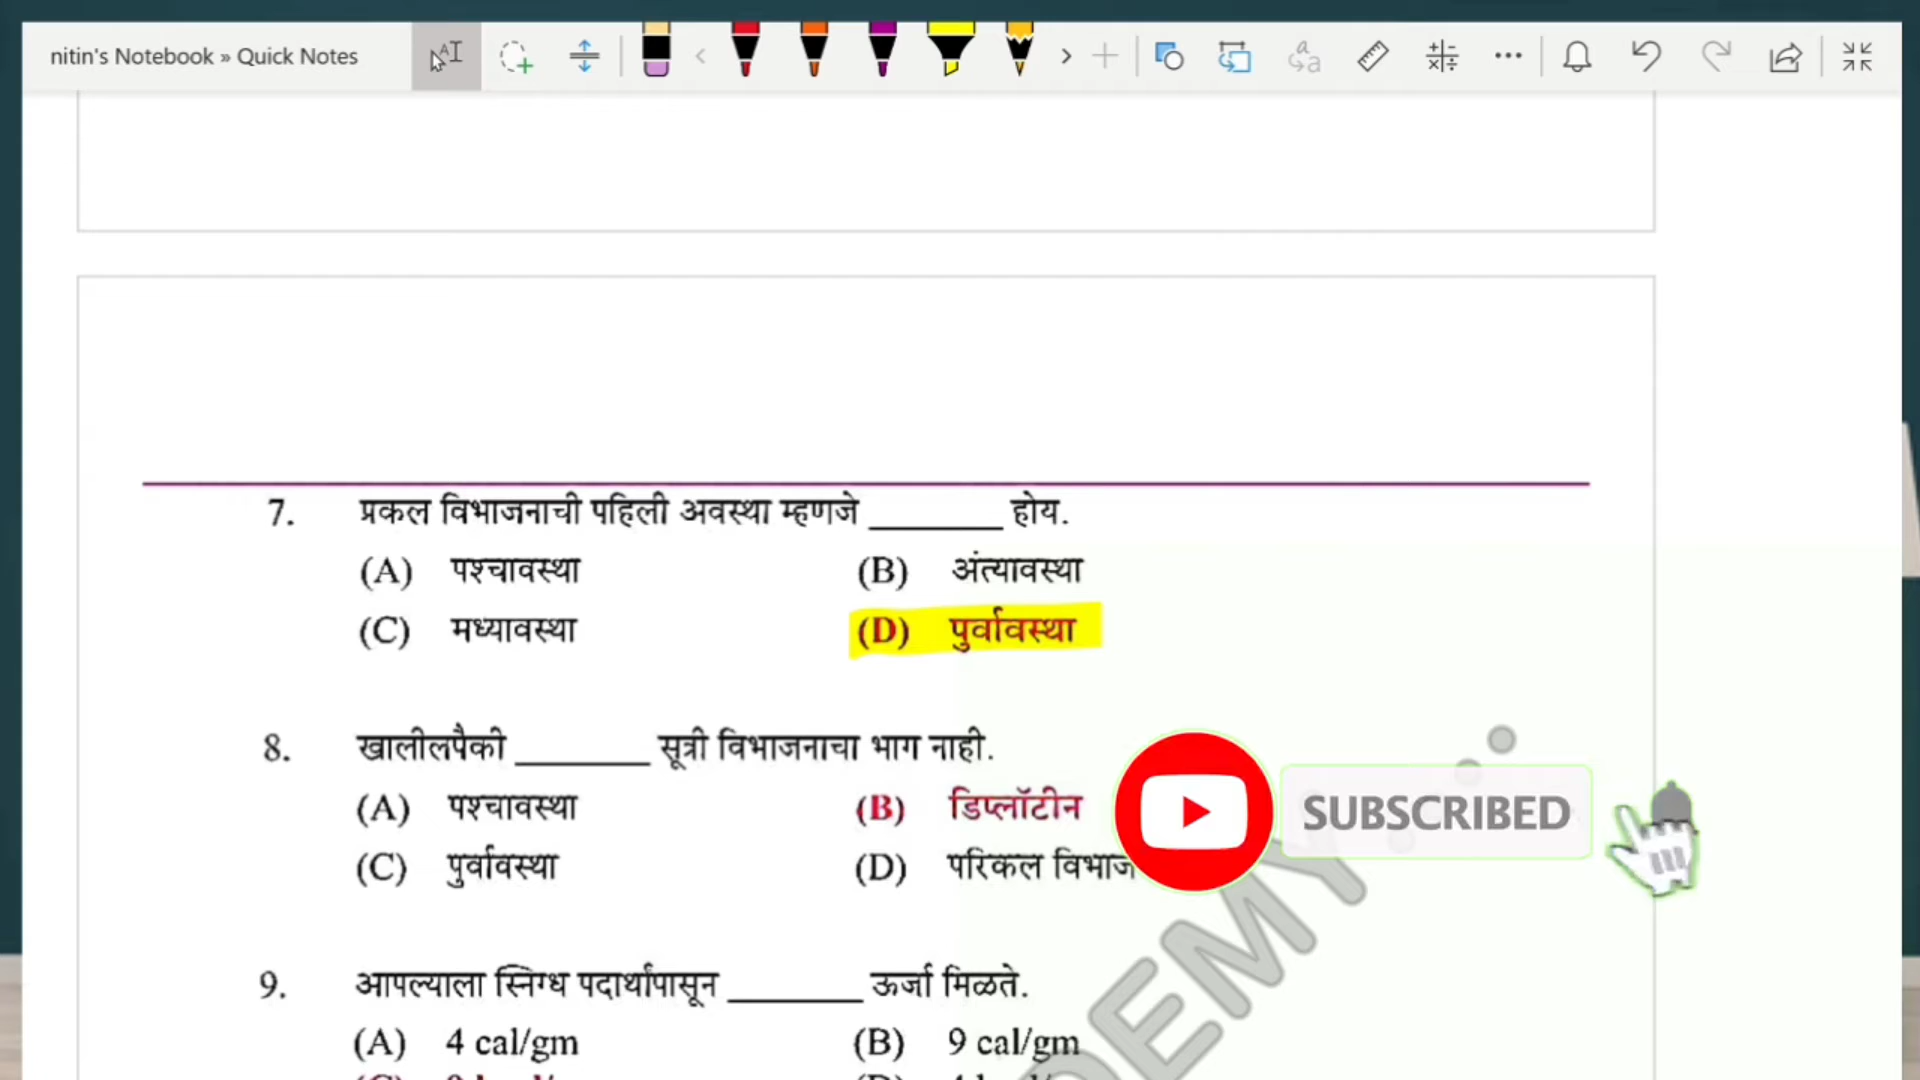 nitin's Notebook » Quick Notes
7. प्रकल विभाजनाची पहिली अवस्था म्हणजे ________ होय.
(A) पश्चावस्था (B) अंत्यावस्था
(C) मध्यावस्था (D) पुर्वावस्था
8. खालीलपैकी ________ सूत्री विभाजनाचा भाग नाही.
(A) पश्चावस्था (B) डिप्लॉटीन
(C) पुर्वावस्था (D) परिकल विभाज
SUBSCRIBED
9. आपल्याला स्निग्ध पदार्थांपासून ________ ऊर्जा मिळते.
(A) 4 cal/gm (B) 9 cal/gm
DEMY